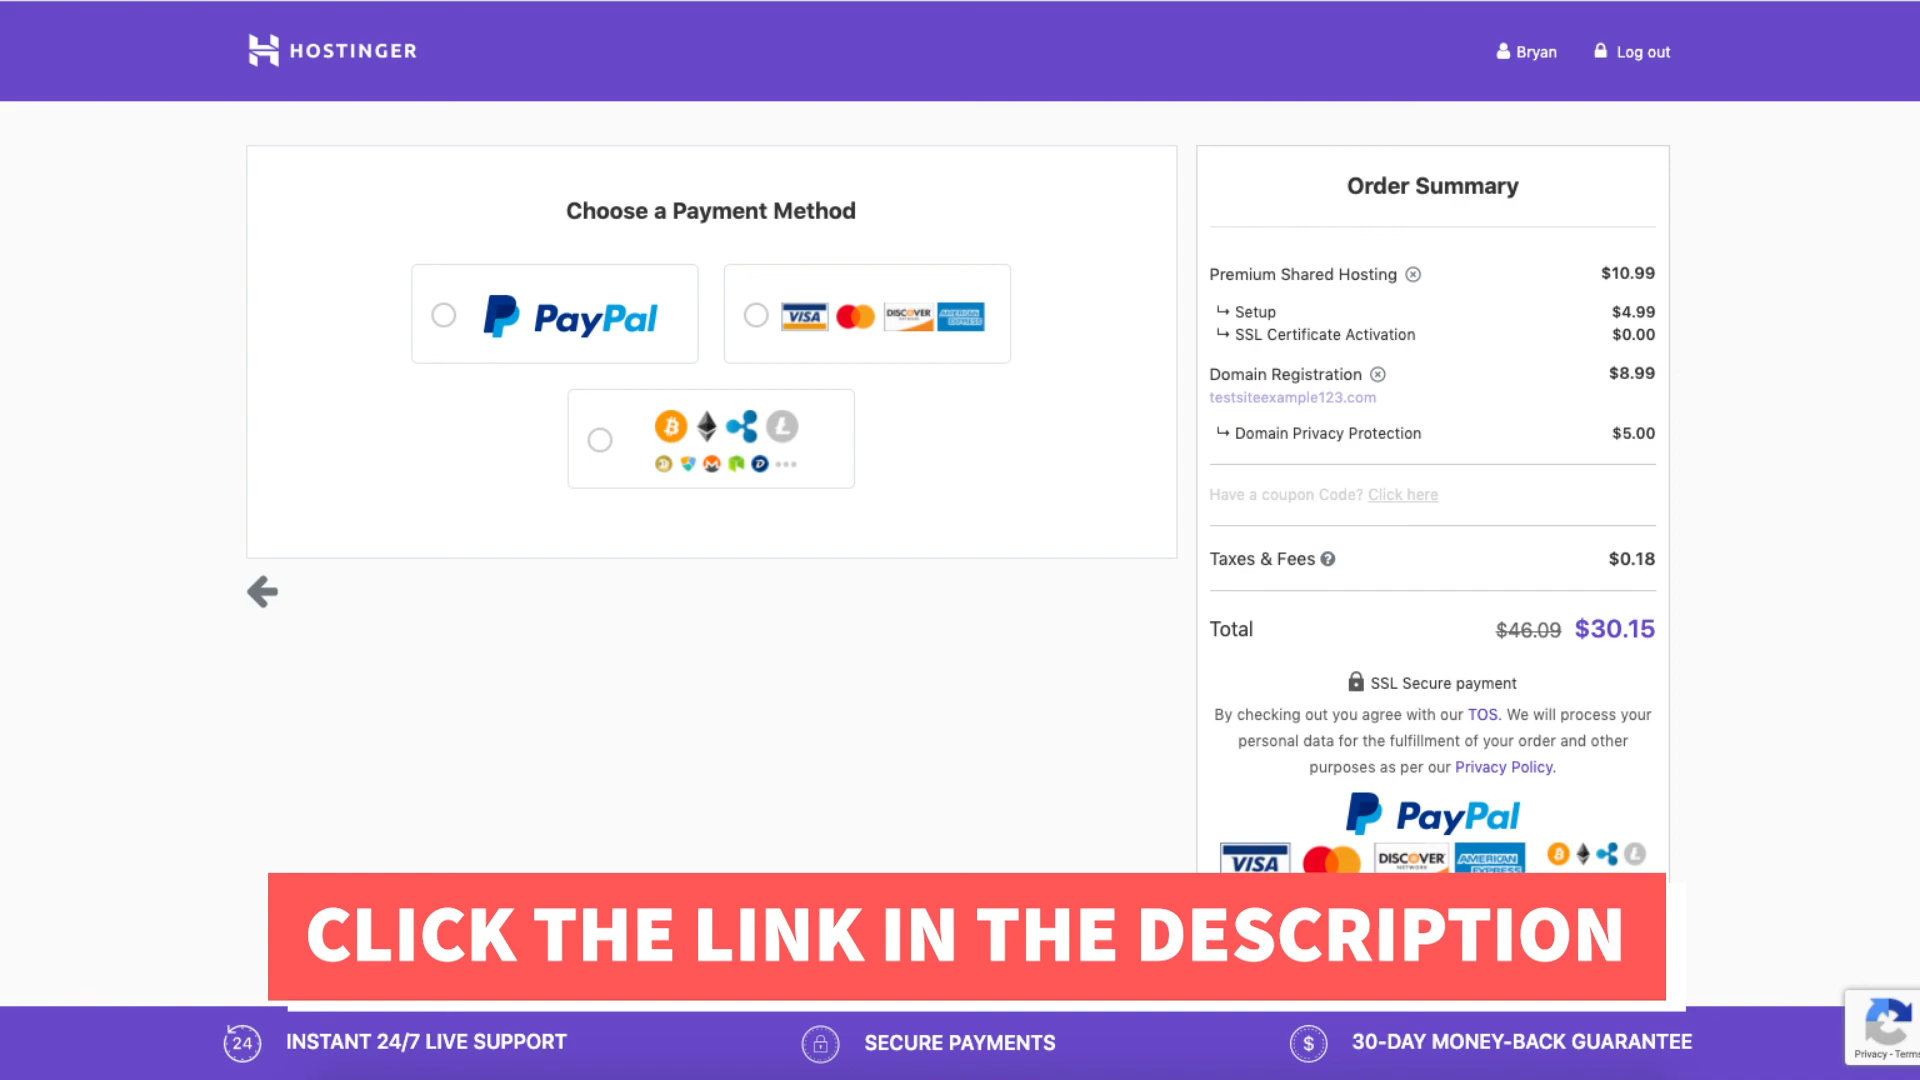 HOSTINGER
Bryan
Log out
Choose a Payment Method
PayPal
VISA
DISCOVER
NETWORK
AMERICAN
EXPRESS
Order Summary
Premium Shared Hosting $10.99
Setup $4.99
SSL Certificate Activation $0.00
Domain Registration $8.99
testsiteexample123.com
Domain Privacy Protection $5.00
Have a coupon Code? Click here
Taxes & Fees $0.18
Total $46.09 $30.15
SSL Secure payment
By checking out you agree with our TOS. We will process your
personal data for the fulfillment of your order and other
purposes as per our Privacy Policy.
PayPal
VISA
DISCOVER
NETWORK
AMERICAN
EXPRESS
CLICK THE LINK IN THE DESCRIPTION
24 INSTANT 24/7 LIVE SUPPORT
SECURE PAYMENTS
$ 30-DAY MONEY-BACK GUARANTEE
Privacy - Terms